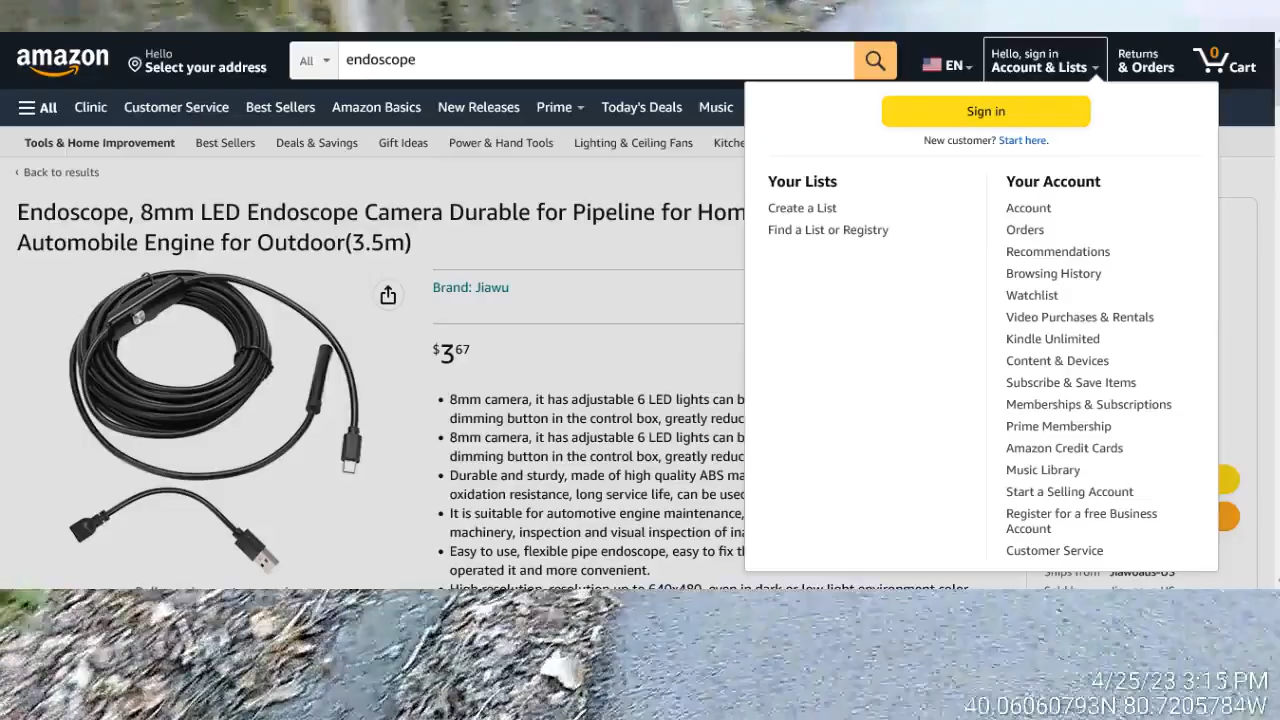 amazon
Hello
Select your address
All
endoscope
EN
Hello, sign in
Account & Lists
Returns
& Orders
0
Cart
All
Clinic
Customer Service
Best Sellers
Amazon Basics
New Releases
Prime
Today's Deals
Music
Sign in
New customer? Start here.
Tools & Home Improvement
Best Sellers
Deals & Savings
Gift Ideas
Power & Hand Tools
Lighting & Ceiling Fans
‹ Back to results
Endoscope, 8mm LED Endoscope Camera Durable for Pipeline for
Automobile Engine for Outdoor(3.5m)
Brand: Jiawu
$3 67
• 8mm camera, it has adjustable 6 LED lights can
dimming button in the control box, greatly
• 8mm camera, it has adjustable 6 LED lights can
dimming button in the control box, greatly
• Durable and sturdy, made of high quality ABS
oxidation resistance, long service life, can be
• It is suitable for automotive engine maintenance,
machinery, inspection and visual inspection of
• Easy to use, flexible pipe endoscope, easy to fix
operated it and more convenient.
Your Lists
Create a List
Find a List or Registry
Your Account
Account
Orders
Recommendations
Browsing History
Watchlist
Video Purchases & Rentals
Kindle Unlimited
Content & Devices
Subscribe & Save Items
Memberships & Subscriptions
Prime Membership
Amazon Credit Cards
Music Library
Start a Selling Account
Register for a free Business
Account
Customer Service
4/25/23 3:15 PM
40.06060793N 80.7205784W